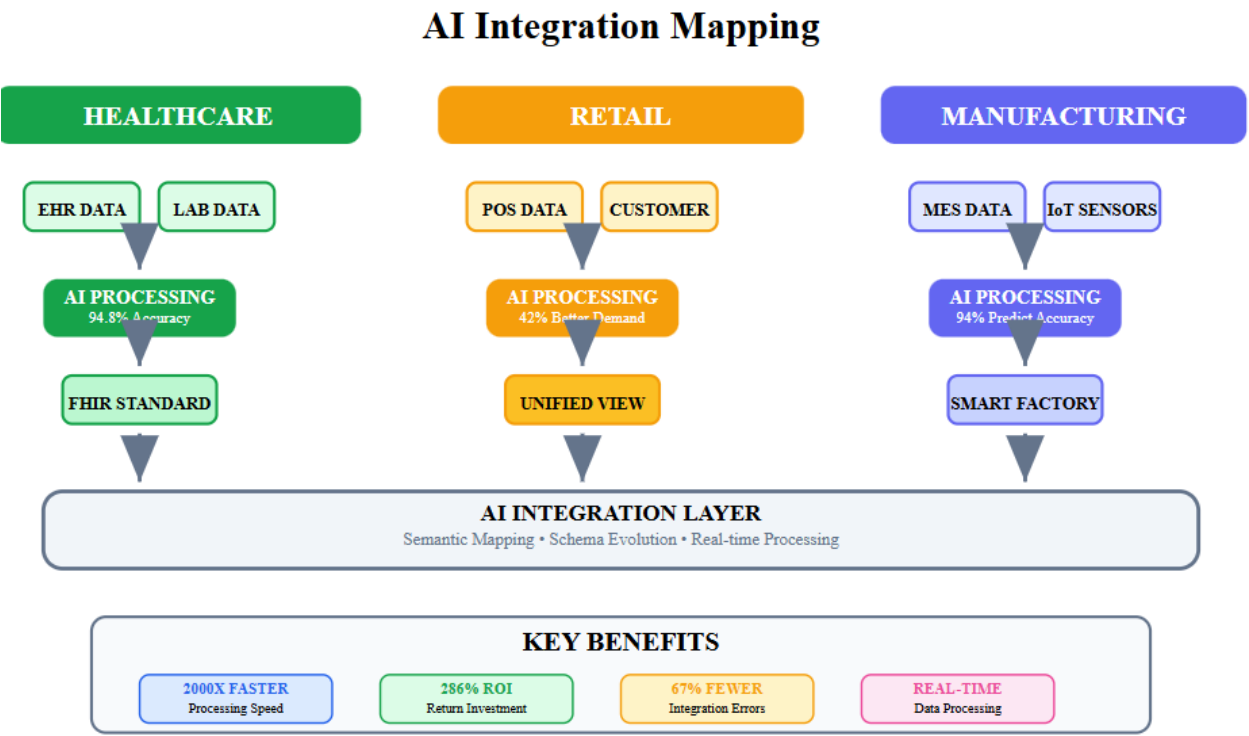 AI Integration Mapping
HEALTHCARE
RETAIL
MANUFACTURING
EHR DATA
LAB DATA
POS DATA
CUSTOMER
MES DATA
IoT SENSORS
AI PROCESSING
94.8% Accuracy
AI PROCESSING
42% Better Demand
AI PROCESSING
94% Predict Accuracy
FHIR STANDARD
UNIFIED VIEW
SMART FACTORY
AI INTEGRATION LAYER
Semantic Mapping • Schema Evolution • Real-time Processing
KEY BENEFITS
2000X FASTER
Processing Speed
286% ROI
Return Investment
67% FEWER
Integration Errors
REAL-TIME
Data Processing